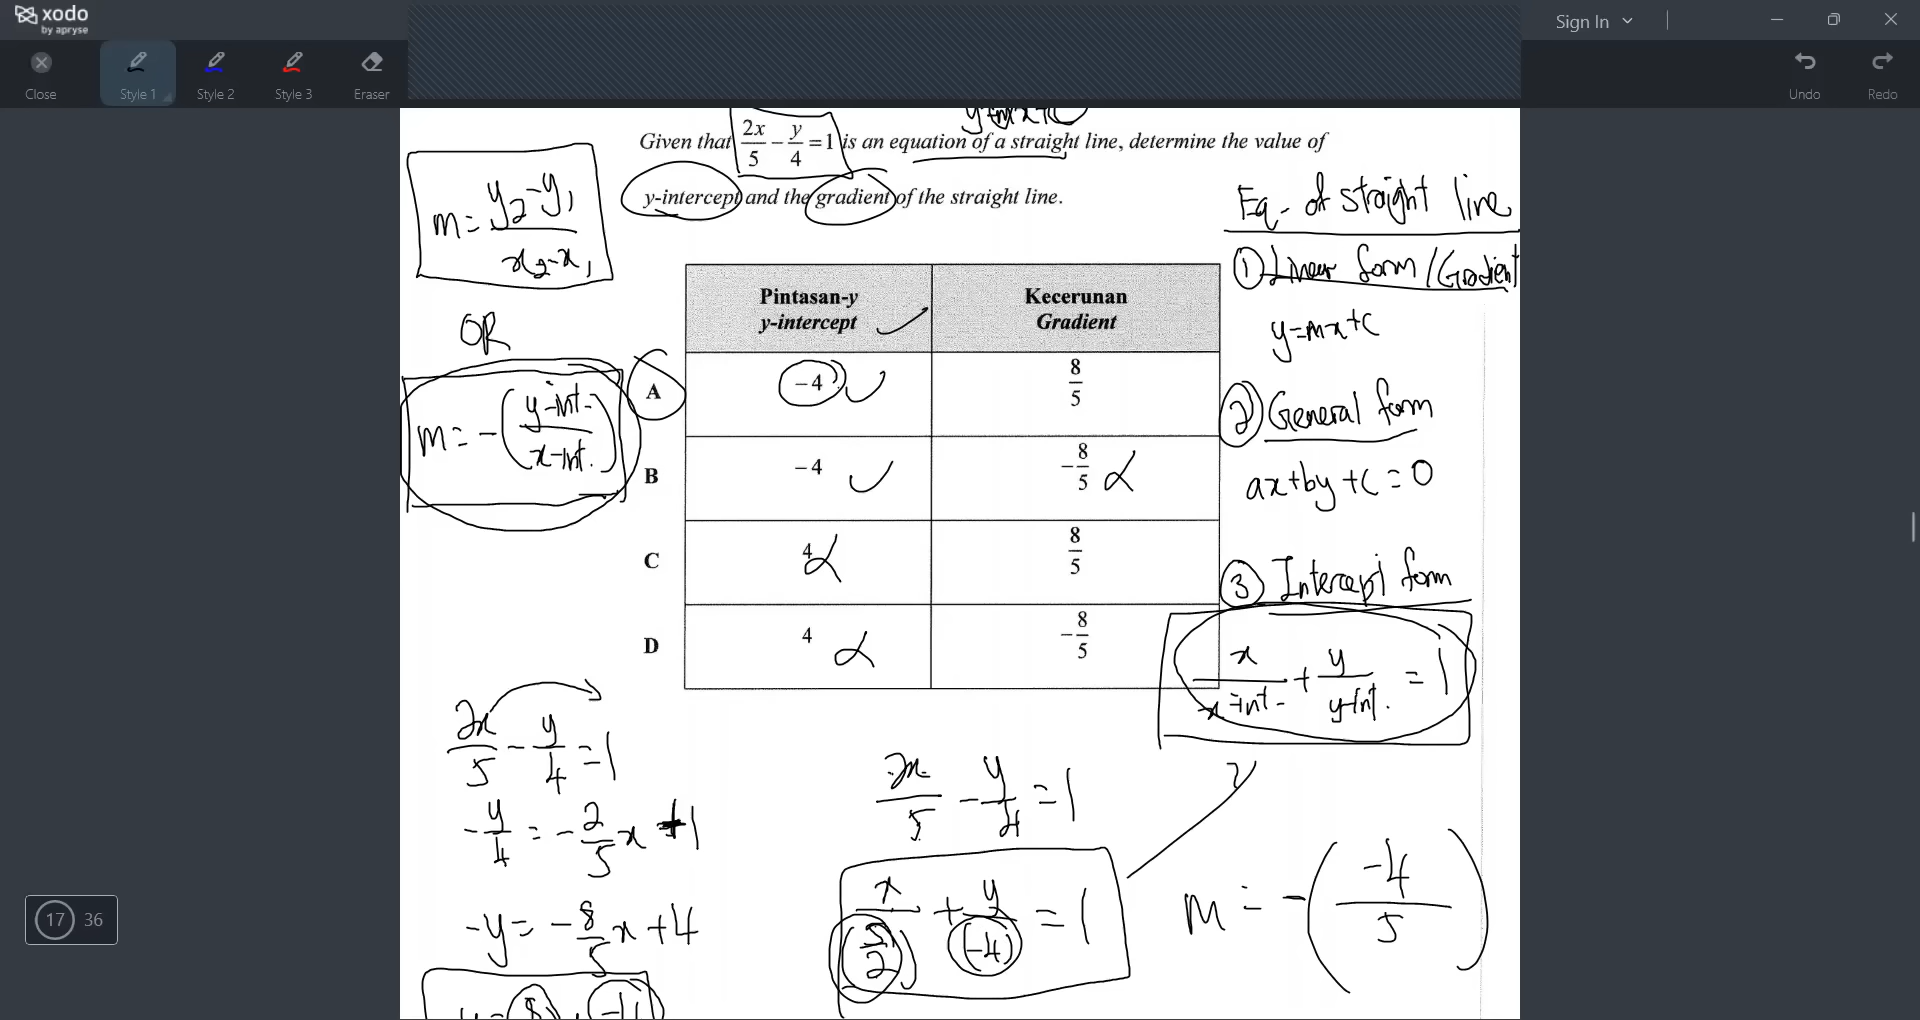 xodo
by apryse
Sign In
Close
Style 1
Style 2
Style 3
Eraser
Undo
Redo
y=mx+c
Given that 2x/5 - y/4 = 1 is an equation of a straight line, determine the value of
y-intercept and the gradient of the straight line.
m = y2-y1 / x2-x1
OR
m = -(y-int. / x-int.)
Pintasan-y
y-intercept
Kecerunan
Gradient
A -4 8/5
B -4 -8/5
C 4 8/5
D 4 -8/5
Eq. of straight line
① Linear form / Gradient
y=mx+c
② General form
ax+by+c=0
③ Intercept form
x/x-int. + y/y-int. = 1
2x/5 - y/4 = 1
-y/4 = -2/5 x + 1
-y = -8/5 x + 4
2x/5 - y/4 = 1
x/(5/2) + y/(-4) = 1
m = -(-4/5)
17 36